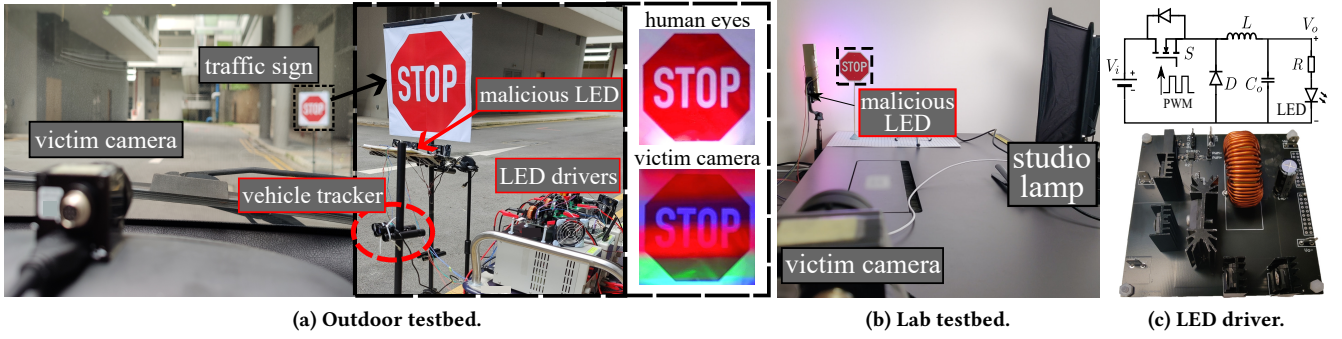 traffic sign
STOP
victim camera
vehicle tracker
STOP
malicious LED
LED drivers
human eyes
STOP
victim camera
STOP
STOP
malicious
LED
studio
lamp
victim camera
L
V_o
+
S
V_i
+
-
PWM
D
C_o
R
LED
-
(a) Outdoor testbed.
(b) Lab testbed.
(c) LED driver.